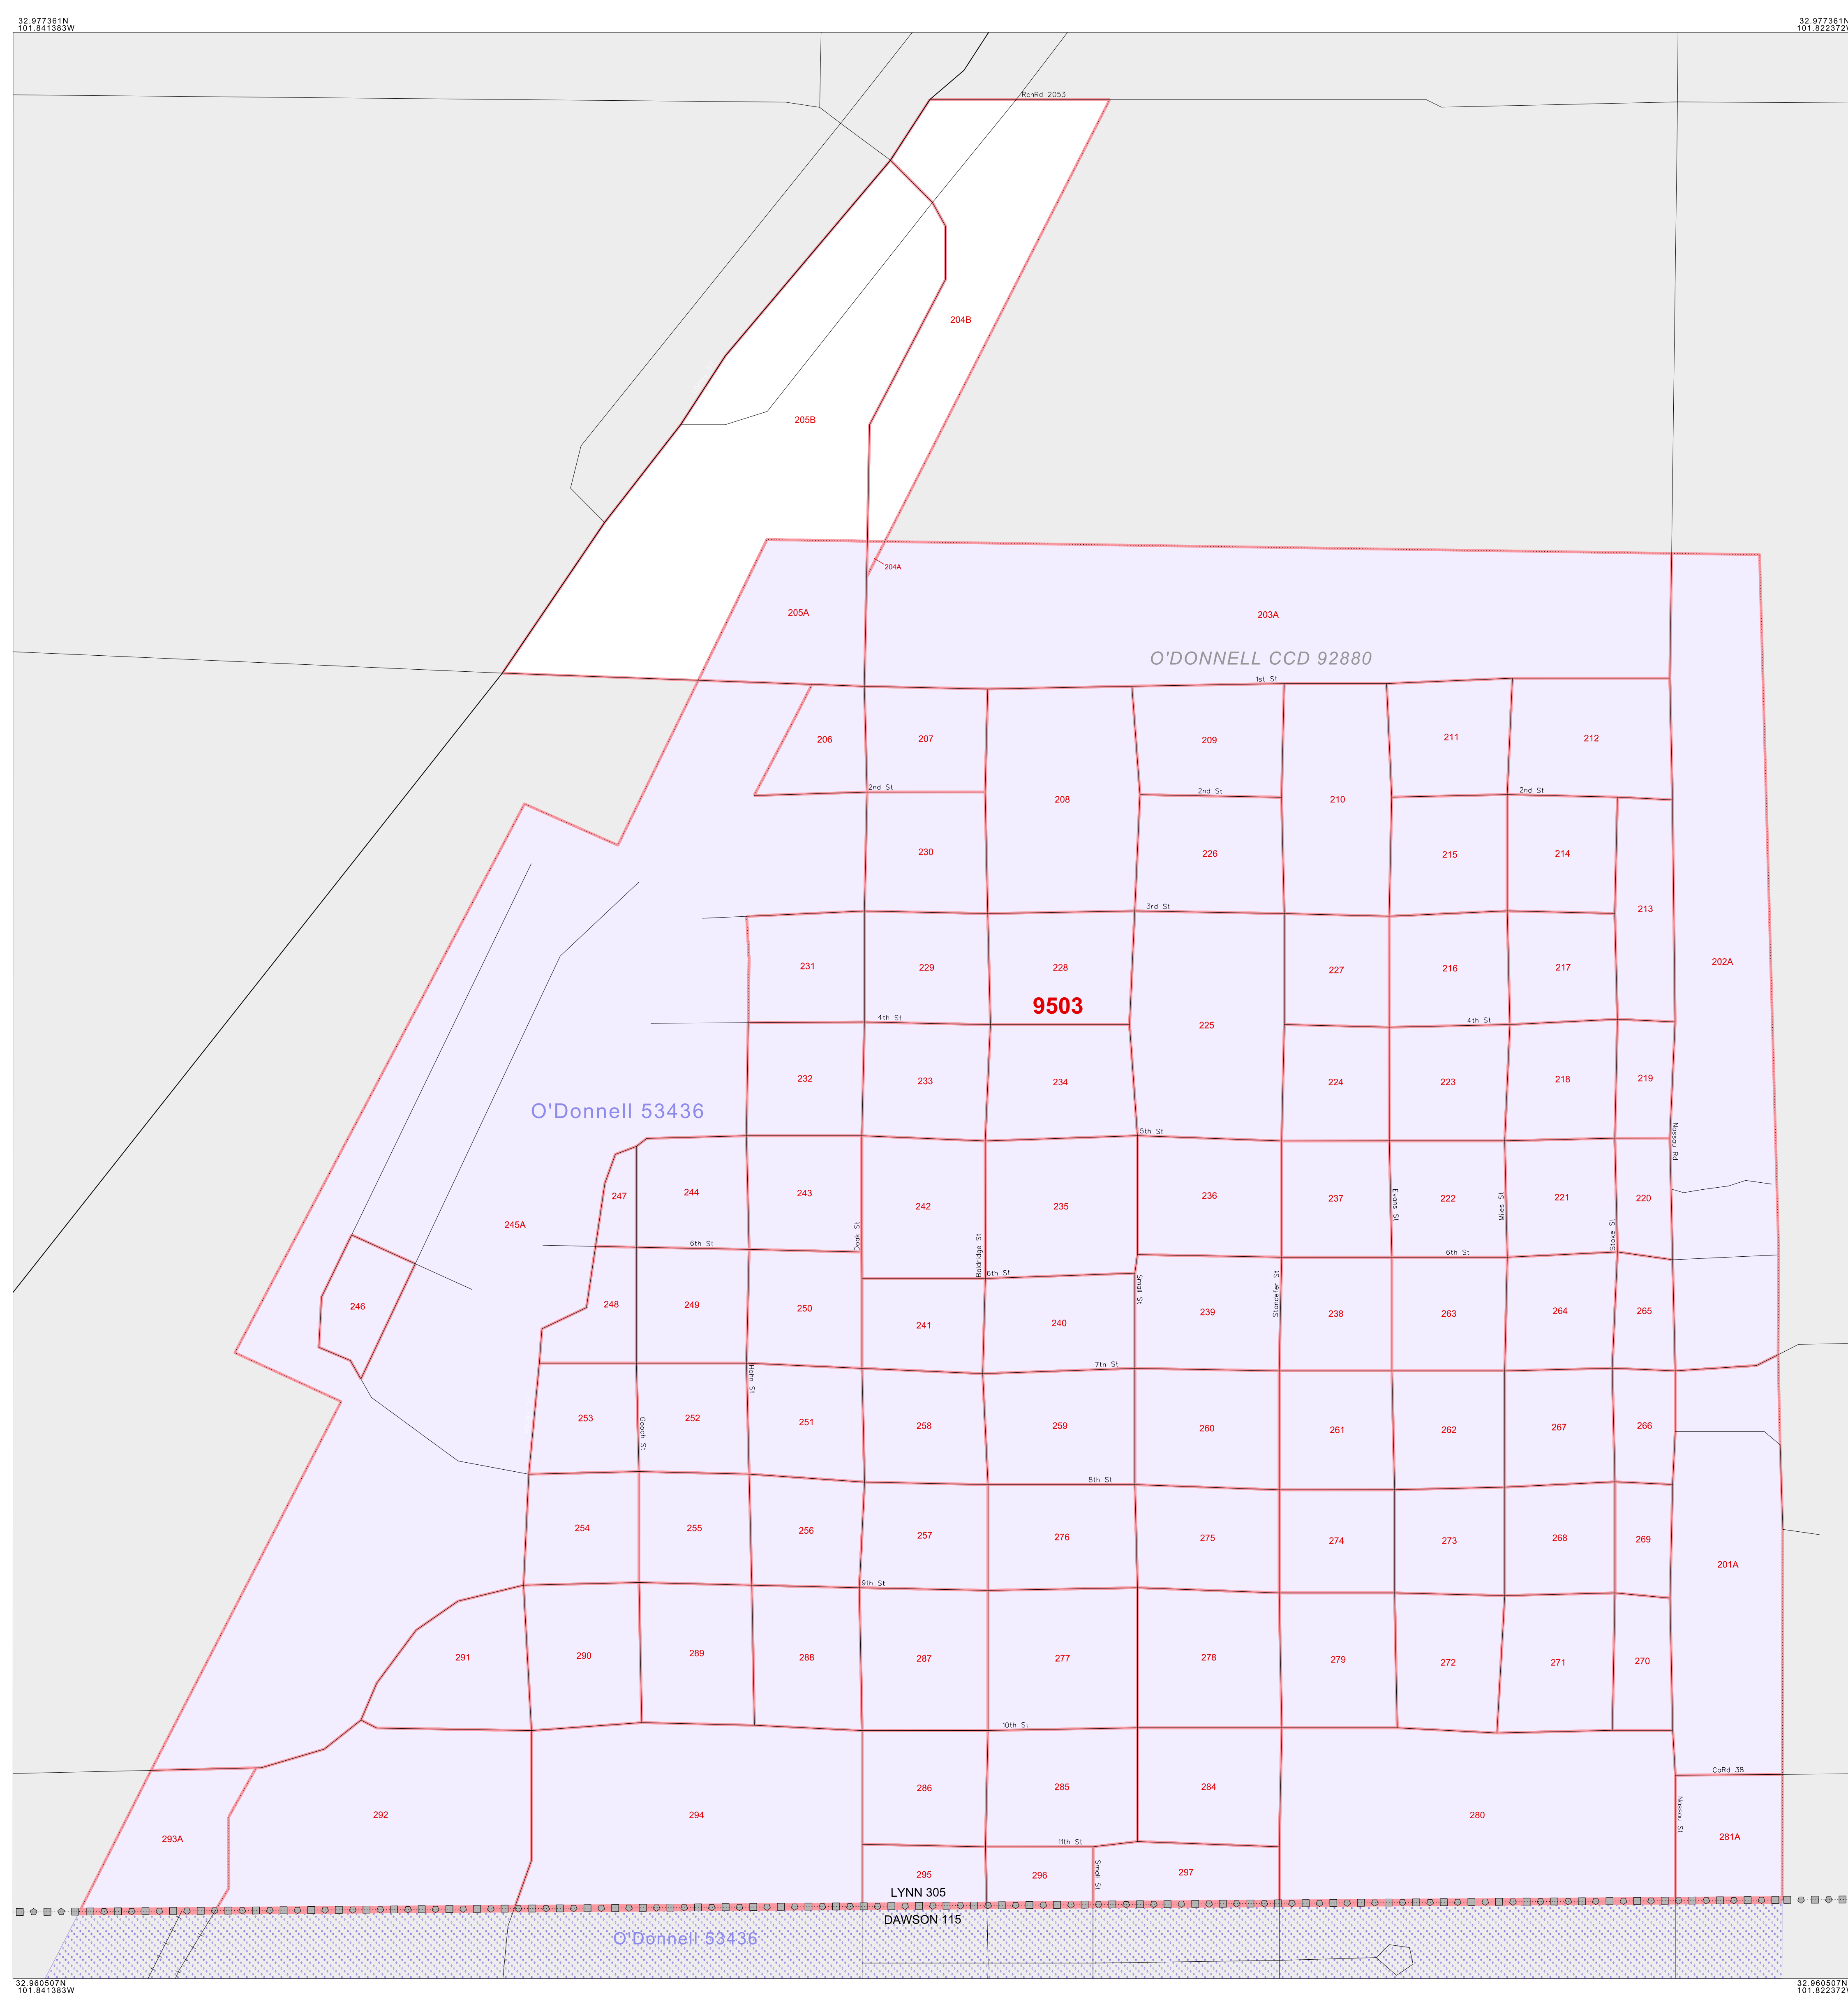 32.977361N
101.841383W
32.977361N
101.822372W
RchRd 2053
204B
205B
204A
205A
203A
O'DONNELL CCD 92880
1st St
206
207
209
211
212
2nd St
2nd St
2nd St
208
210
230
226
215
214
213
3rd St
231
229
228
227
216
217
202A
9503
4th St
4th St
225
232
233
234
224
223
218
219
O'Donnell 53436
5th St
Nassau Rd
247
244
243
242
235
236
237
222
221
220
245A
Evans St
Miles St
Stoke St
Doak St
Baldridge St
6th St
6th St
6th St
Small St
Standefer St
246
248
249
250
241
240
239
238
263
264
265
7th St
Hahn St
Gooch St
253
252
251
258
259
260
261
262
267
266
8th St
254
255
256
257
276
275
274
273
268
269
201A
9th St
291
290
289
288
287
277
278
279
272
271
270
10th St
CoRd 38
286
285
284
292
294
280
Nassau St
293A
281A
11th St
295
296
297
Small St
LYNN 305
DAWSON 115
O'Donnell 53436
32.960507N
101.841383W
32.960507N
101.822372W